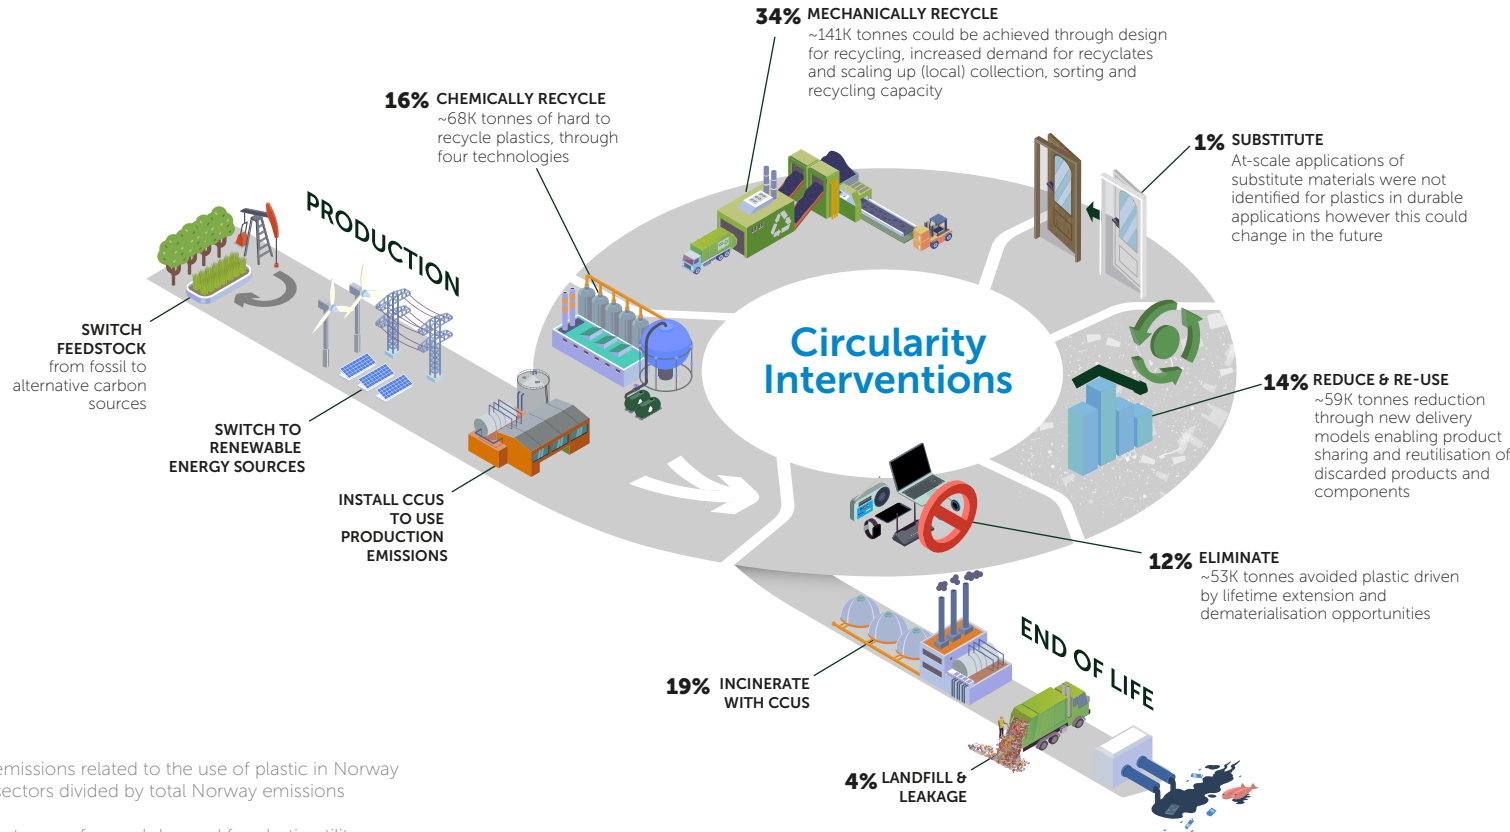 34% MECHANICALLY RECYCLE
~141K tonnes could be achieved through design
for recycling, increased demand for recyclates
and scaling up (local) collection, sorting and
recycling capacity
16% CHEMICALLY RECYCLE
~68K tonnes of hard to
recycle plastics, through
four technologies
1% SUBSTITUTE
At-scale applications of
substitute materials were not
identified for plastics in durable
applications however this could
change in the future
PRODUCTION
SWITCH
FEEDSTOCK
from fossil to
alternative carbon
sources
SWITCH TO
RENEWABLE
ENERGY SOURCES
INSTALL CCUS
TO USE
PRODUCTION
EMISSIONS
Circularity
Interventions
14% REDUCE & RE-USE
~59K tonnes reduction
through new delivery
models enabling product
sharing and reutilisation of
discarded products and
components
12% ELIMINATE
~53K tonnes avoided plastic driven
by lifetime extension and
dematerialisation opportunities
END OF LIFE
19% INCINERATE
WITH CCUS
4% LANDFILL &
LEAKAGE
emissions related to the use of plastic in Norway
sectors divided by total Norway emissions